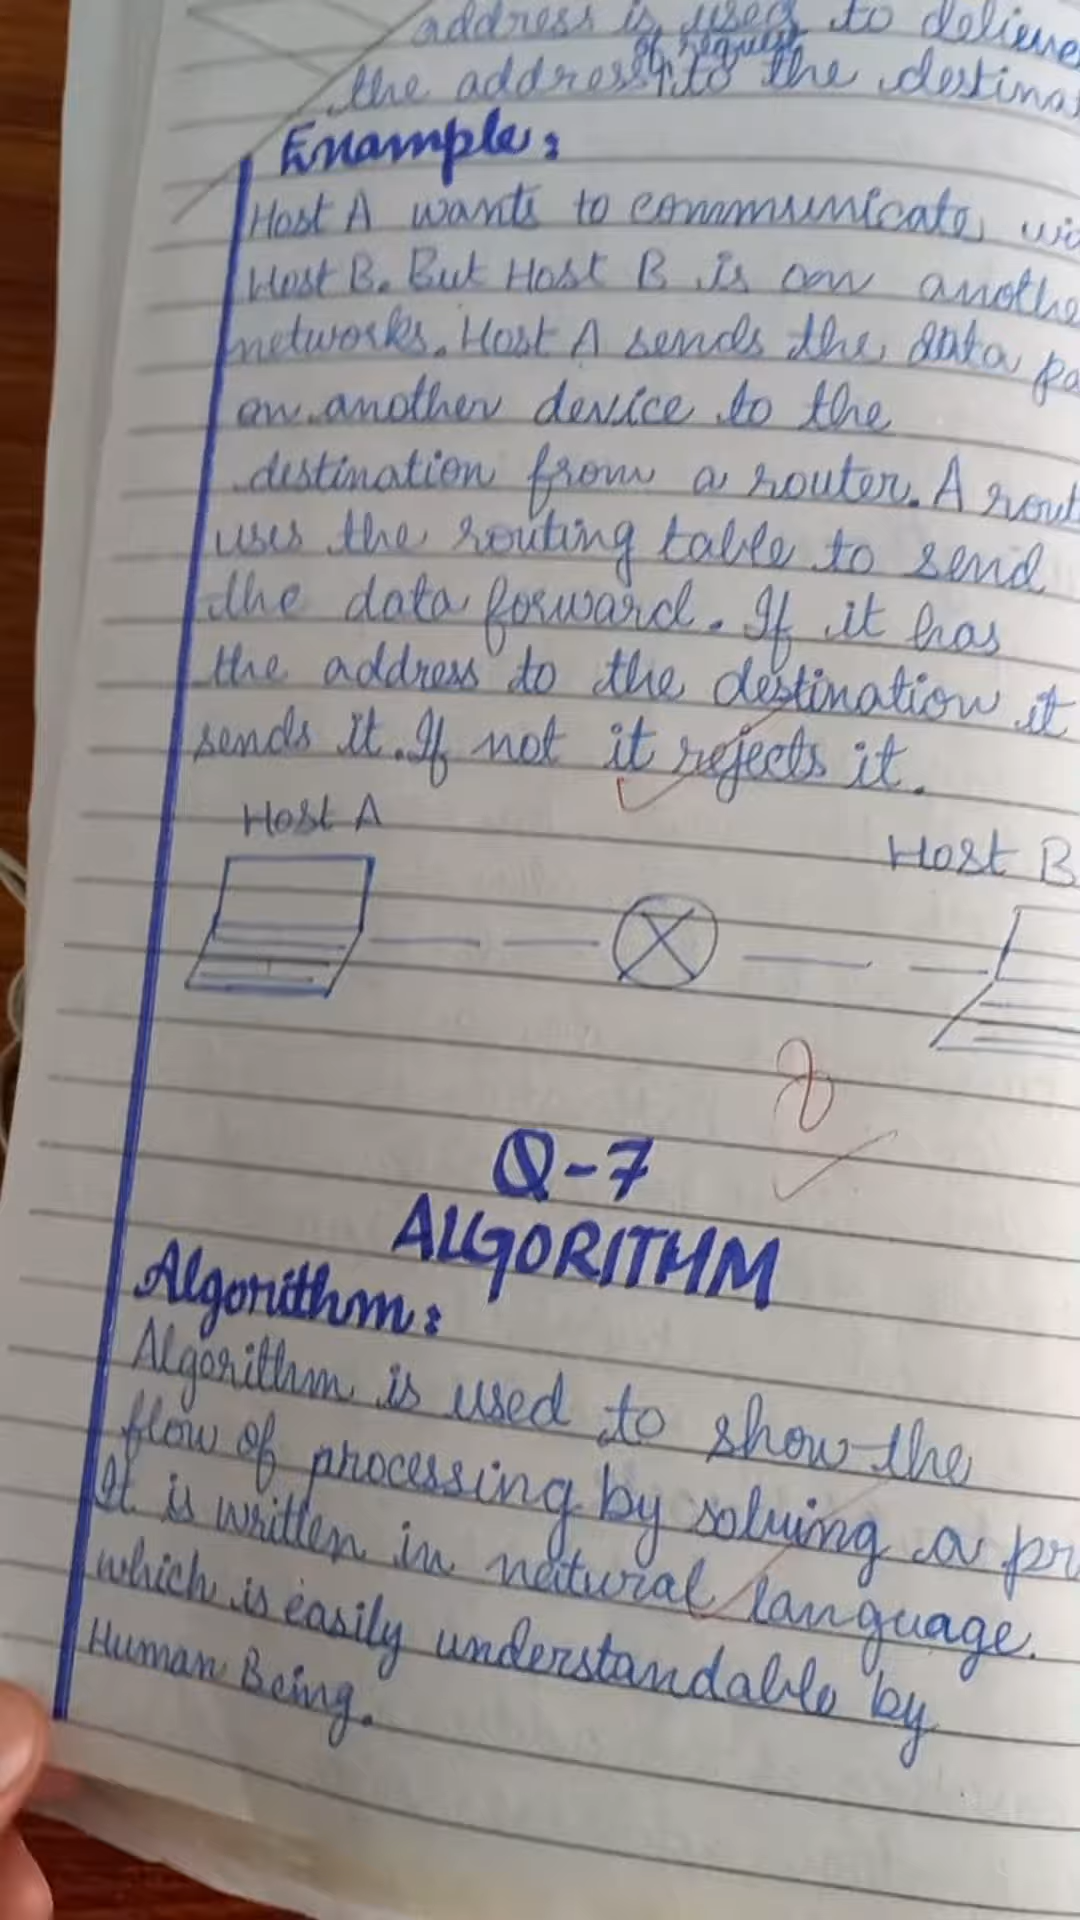 address is used to delieve
of request
the address to the destina
Example:
Host A wants to communicate wi
Host B. But Host B is on anothe
networks. Host A sends the data pa
on another device to the
destination from a router. A rout
uses the routing table to send
the data forward. If it has
the address to the destination it
sends it. If not it rejects it.
Host A
Host B
Q-7
ALGORITHM
Algorithm:
Algorithm is used to show the
flow of processing by solving a pr
It is written in natural language.
which is easily understandable by
Human Being.